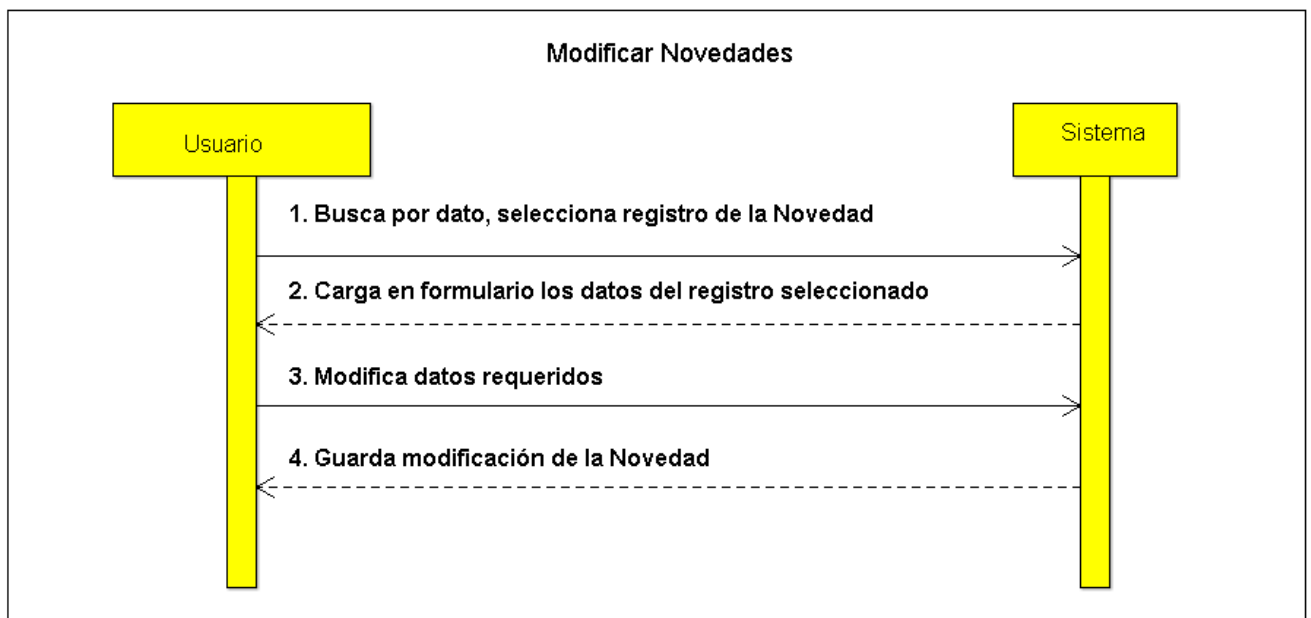 Modificar Novedades
Usuario
Sistema
1. Busca por dato, selecciona registro de la Novedad
2. Carga en formulario los datos del registro seleccionado
3. Modifica datos requeridos
4. Guarda modificación de la Novedad